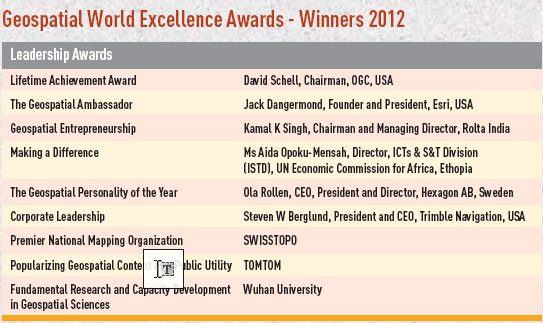 Geospatial World Excellence Awards - Winners 2012
Leadership Awards
Lifetime Achievement Award David Schell, Chairman, OGC, USA
The Geospatial Ambassador Jack Dangermond, Founder and President, Esri, USA
Geospatial Entrepreneurship Kamal K Singh, Chairman and Managing Director, Rolta India
Making a Difference Ms Aida Opoku-Mensah, Director, ICTs & S&T Division
(ISTD), UN Economic Commission for Africa, Ethopia
The Geospatial Personality of the Year Ola Rollen, CEO, President and Director, Hexagon AB, Sweden
Corporate Leadership Steven W Berglund, President and CEO, Trimble Navigation, USA
Premier National Mapping Organization SWISSTOPO
Popularizing Geospatial Content Public Utility TOMTOM
Fundamental Research and Capacity Development Wuhan University
in Geospatial Sciences